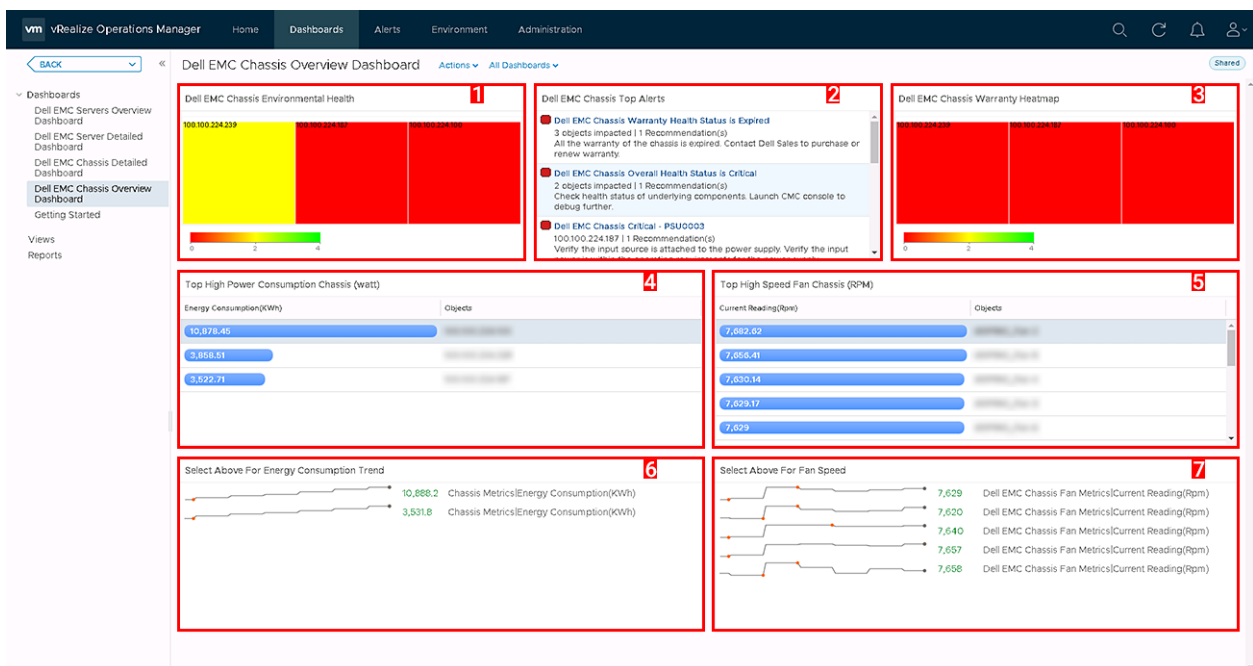 vm vRealize Operations Manager Home Dashboards Alerts Environment Administration
BACK
Dell EMC Chassis Overview Dashboard Actions All Dashboards Shared
Dashboards
Dell EMC Servers Overview
Dashboard
Dell EMC Server Detailed
Dashboard
Dell EMC Chassis Detailed
Dashboard
Dell EMC Chassis Overview
Dashboard
Getting Started
Views
Reports
Dell EMC Chassis Environmental Health 1
100.100.224.239 100.100.224.187 100.100.224.180
0 2 4
Dell EMC Chassis Top Alerts 2
Dell EMC Chassis Warranty Health Status is Expired
3 objects impacted | 1 Recommendation(s)
All the warranty of the chassis is expired. Contact Dell Sales to purchase or
renew warranty.
Dell EMC Chassis Overall Health Status is Critical
2 objects impacted | 1 Recommendation(s)
Check health status of underlying components. Launch CMC console to
debug further.
Dell EMC Chassis Critical - PSU0003
100.100.224.187 | 1 Recommendation(s)
Verify the input source is attached to the power supply. Verify the input
power is within the operating requirements for the power supply.
Dell EMC Chassis Warranty Heatmap 3
100.100.224.239 100.100.224.187 100.100.224.180
0 2 4
Top High Power Consumption Chassis (watt) 4
Energy Consumption(KWh) Objects
10,878.45
3,858.51
3,522.71
Top High Speed Fan Chassis (RPM) 5
Current Reading(Rpm) Objects
7,682.62
7,656.41
7,630.14
7,629.17
7,629
Select Above For Energy Consumption Trend 6
10,888.2 Chassis Metrics|Energy Consumption(KWh)
3,531.8 Chassis Metrics|Energy Consumption(KWh)
Select Above For Fan Speed 7
7,629 Dell EMC Chassis Fan Metrics|Current Reading(Rpm)
7,620 Dell EMC Chassis Fan Metrics|Current Reading(Rpm)
7,640 Dell EMC Chassis Fan Metrics|Current Reading(Rpm)
7,657 Dell EMC Chassis Fan Metrics|Current Reading(Rpm)
7,658 Dell EMC Chassis Fan Metrics|Current Reading(Rpm)